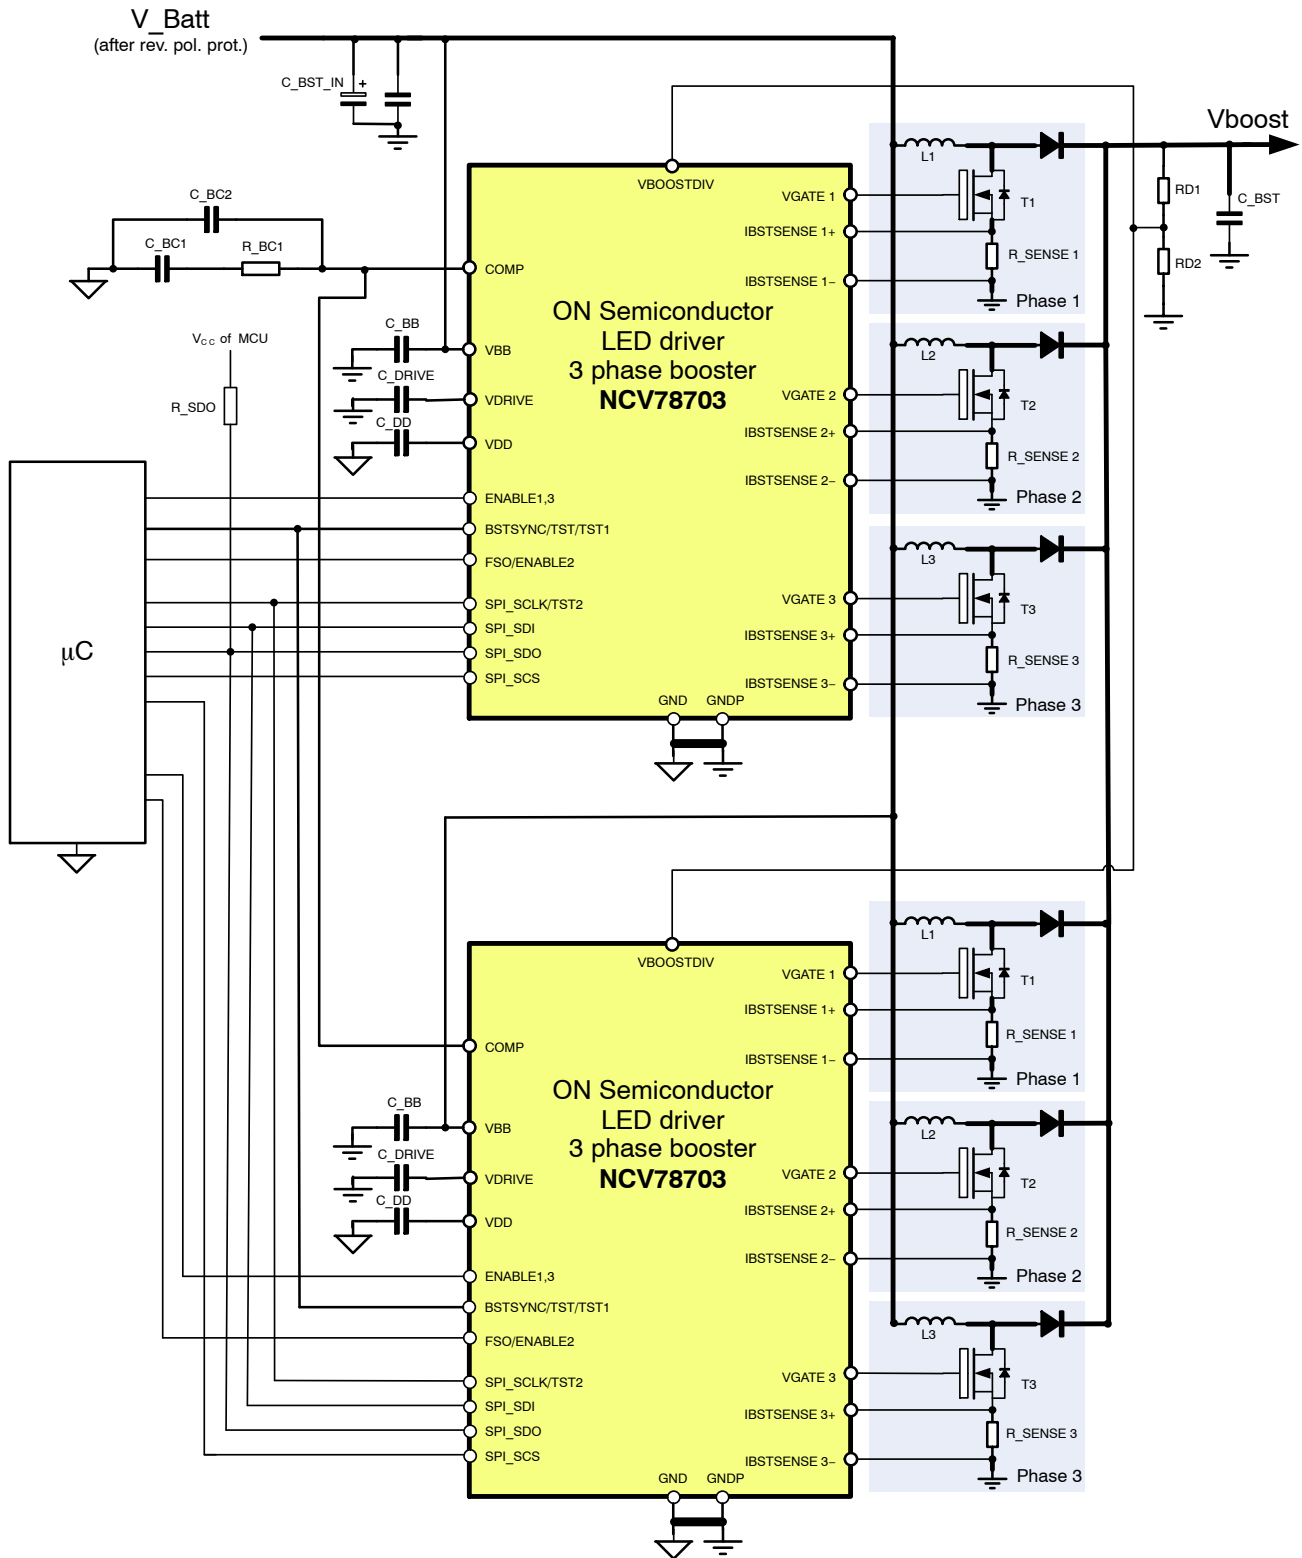 V_Batt
(after rev. pol. prot.)
C_BST_IN
+
Vboost
L1
VBOOSTDIV
VGATE 1
T1
RD1
C_BST
C_BC2
IBSTSENSE 1+
C_BC1
R_BC1
R_SENSE 1
RD2
COMP
IBSTSENSE 1−
Phase 1
ON Semiconductor
LED driver
3 phase booster
NCV78703
C_BB
VCC of MCU
VBB
L2
C_DRIVE
VGATE 2
T2
R_SDO
VDRIVE
C_DD
IBSTSENSE 2+
VDD
R_SENSE 2
IBSTSENSE 2−
Phase 2
ENABLE1,3
BSTSYNC/TST/TST1
FSO/ENABLE2
L3
SPI_SCLK/TST2
VGATE 3
T3
SPI_SDI
IBSTSENSE 3+
µC
SPI_SDO
R_SENSE 3
SPI_SCS
IBSTSENSE 3−
GND
GNDP
Phase 3
L1
VBOOSTDIV
VGATE 1
T1
IBSTSENSE 1+
R_SENSE 1
COMP
IBSTSENSE 1−
Phase 1
ON Semiconductor
LED driver
3 phase booster
NCV78703
C_BB
VBB
L2
C_DRIVE
VGATE 2
T2
VDRIVE
C_DD
IBSTSENSE 2+
VDD
R_SENSE 2
IBSTSENSE 2−
Phase 2
ENABLE1,3
BSTSYNC/TST/TST1
FSO/ENABLE2
L3
SPI_SCLK/TST2
VGATE 3
T3
SPI_SDI
IBSTSENSE 3+
SPI_SDO
R_SENSE 3
SPI_SCS
IBSTSENSE 3−
GND
GNDP
Phase 3